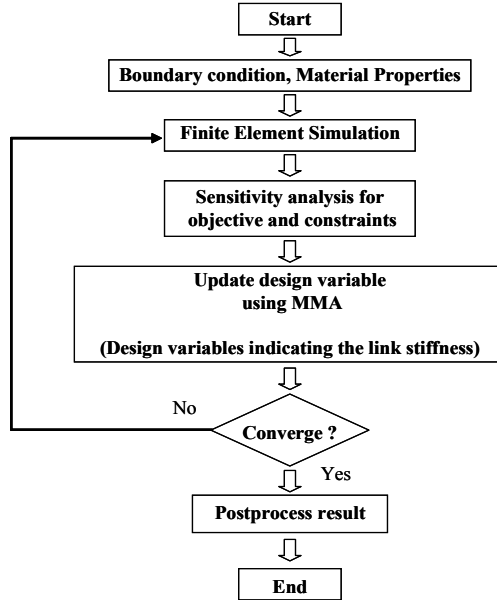 Start
Boundary condition, Material Properties
Finite Element Simulation
Sensitivity analysis for
objective and constraints
Update design variable
using MMA
(Design variables indicating the link stiffness)
No
Converge ?
Yes
Postprocess result
End